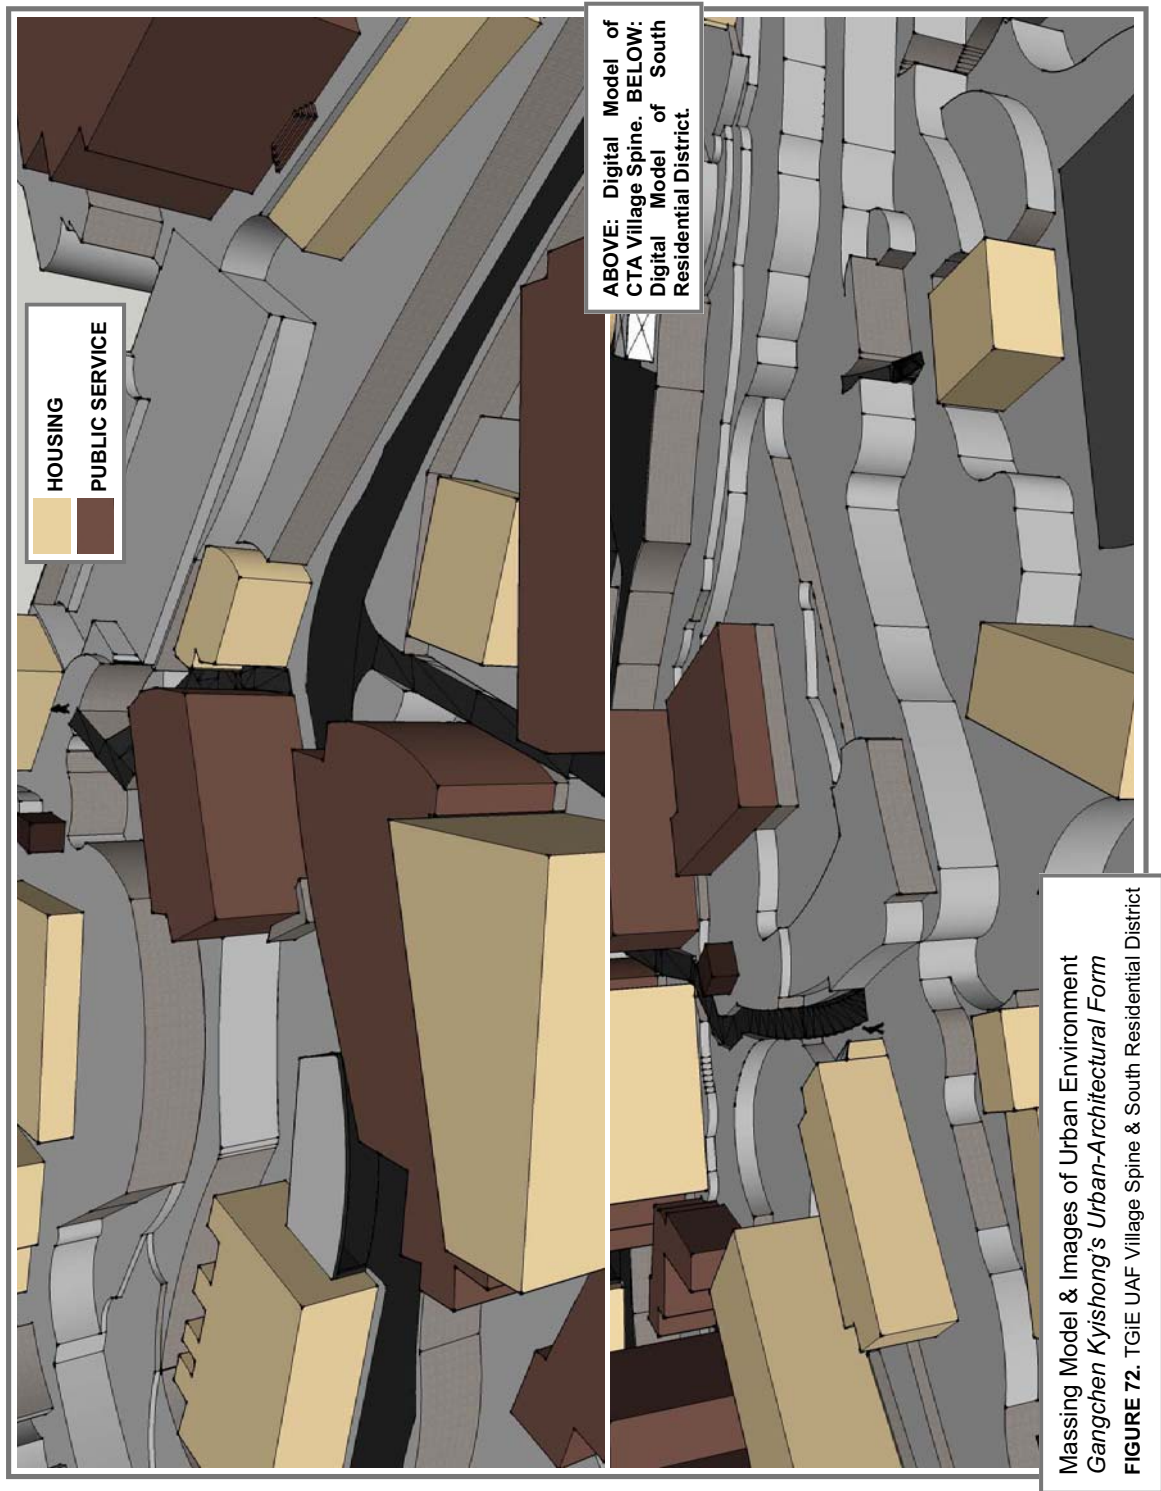 HOUSING
PUBLIC SERVICE
ABOVE: Digital Model of
CTA Village Spine. BELOW:
Digital Model of South
Residential District.
Massing Model & Images of Urban Environment
Gangchen Kyishong's Urban-Architectural Form
FIGURE 72. TGiE UAF Village Spine & South Residential District